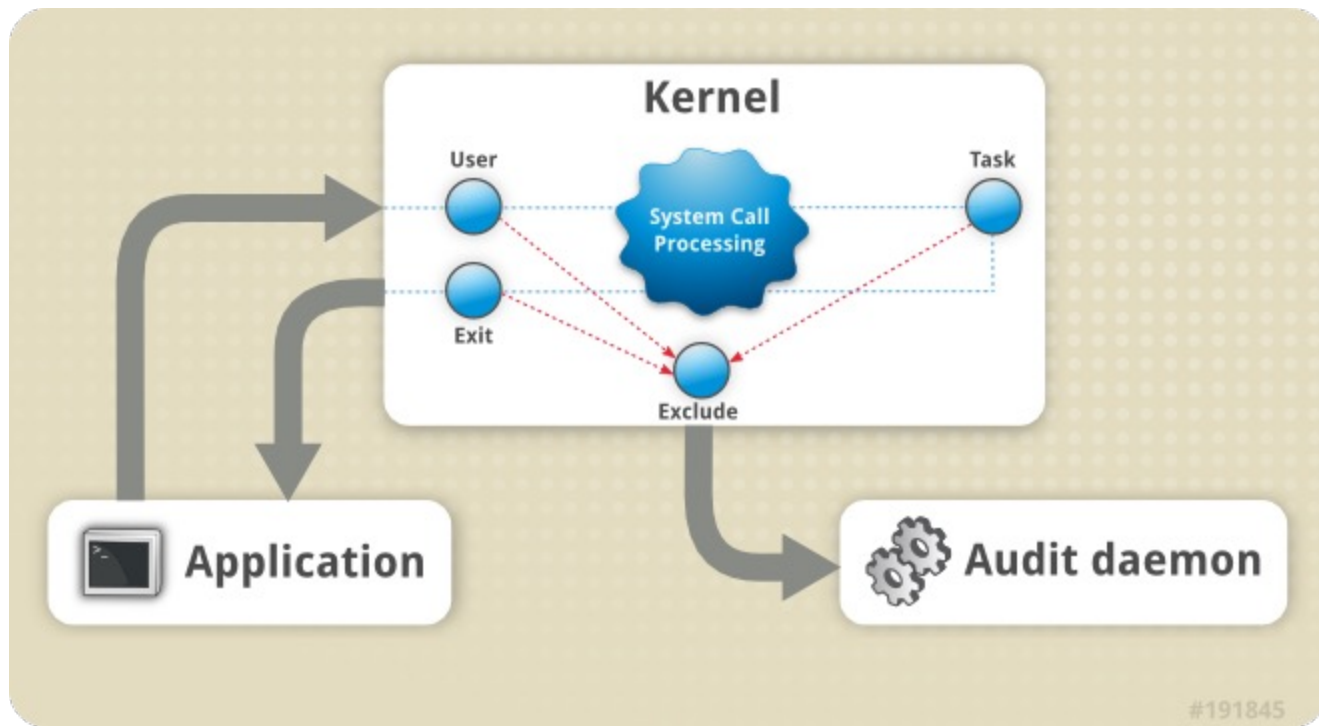 Kernel
User
Task
System Call
Processing
Exit
Exclude
>_
Application
Audit daemon
#191845